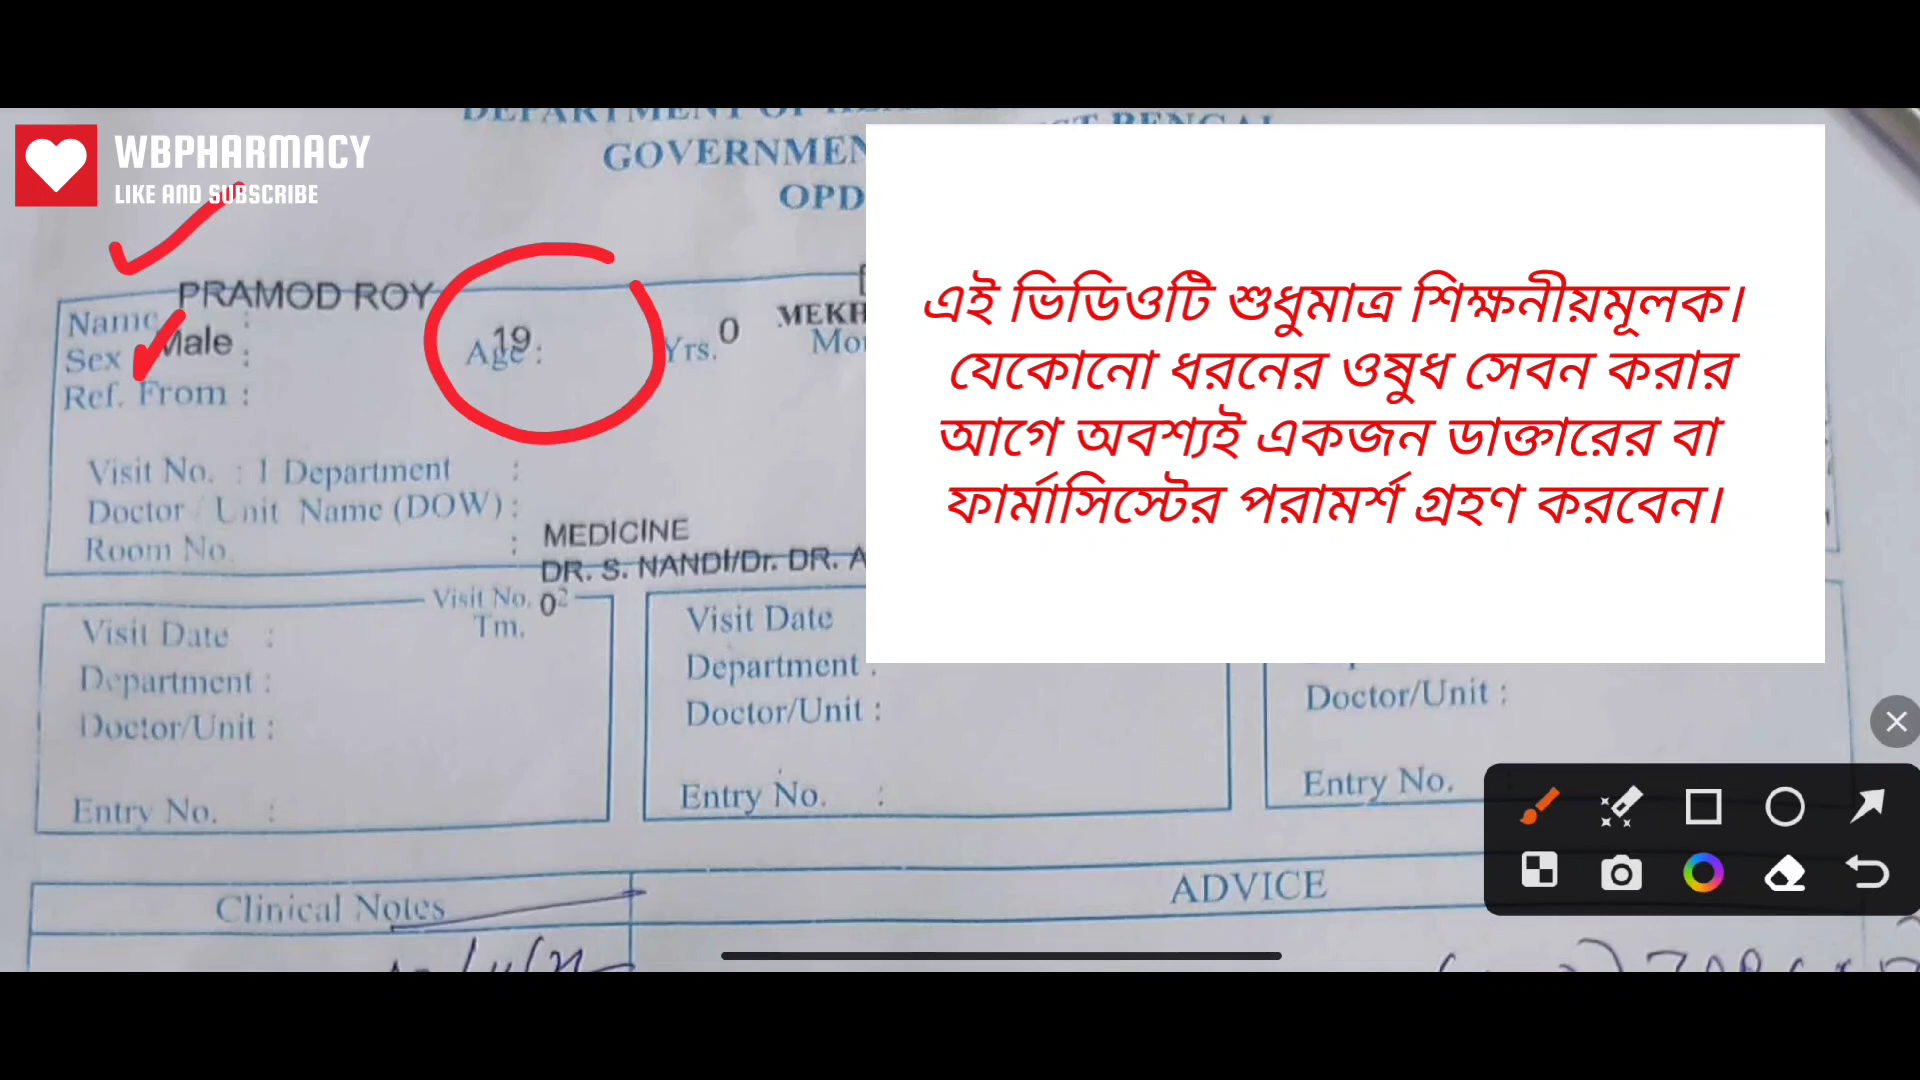 WBPHARMACY
LIKE AND SUBSCRIBE
GOVERNMEN
OPD
PRAMOD ROY
Name :
Male
Sex :
Age : 19
Yrs. 0
MEKH
Ref. From :
Visit No. : 1 Department :
Doctor / Unit Name (DOW) :
Room No. :
MEDICINE
DR. S. NANDI/Dr. DR. A
এই ভিডিওটি শুধুমাত্র শিক্ষনীয়মূলক।
যেকোনো ধরনের ওষুধ সেবন করার
আগে অবশ্যই একজন ডাক্তারের বা
ফার্মাসিস্টের পরামর্শ গ্রহণ করবেন।
Visit No. 0
Tm.
Visit Date :
Department :
Doctor/Unit :
Entry No. :
Visit Date
Department :
Doctor/Unit :
Entry No. :
Doctor/Unit :
Entry No.
Clinical Notes
ADVICE